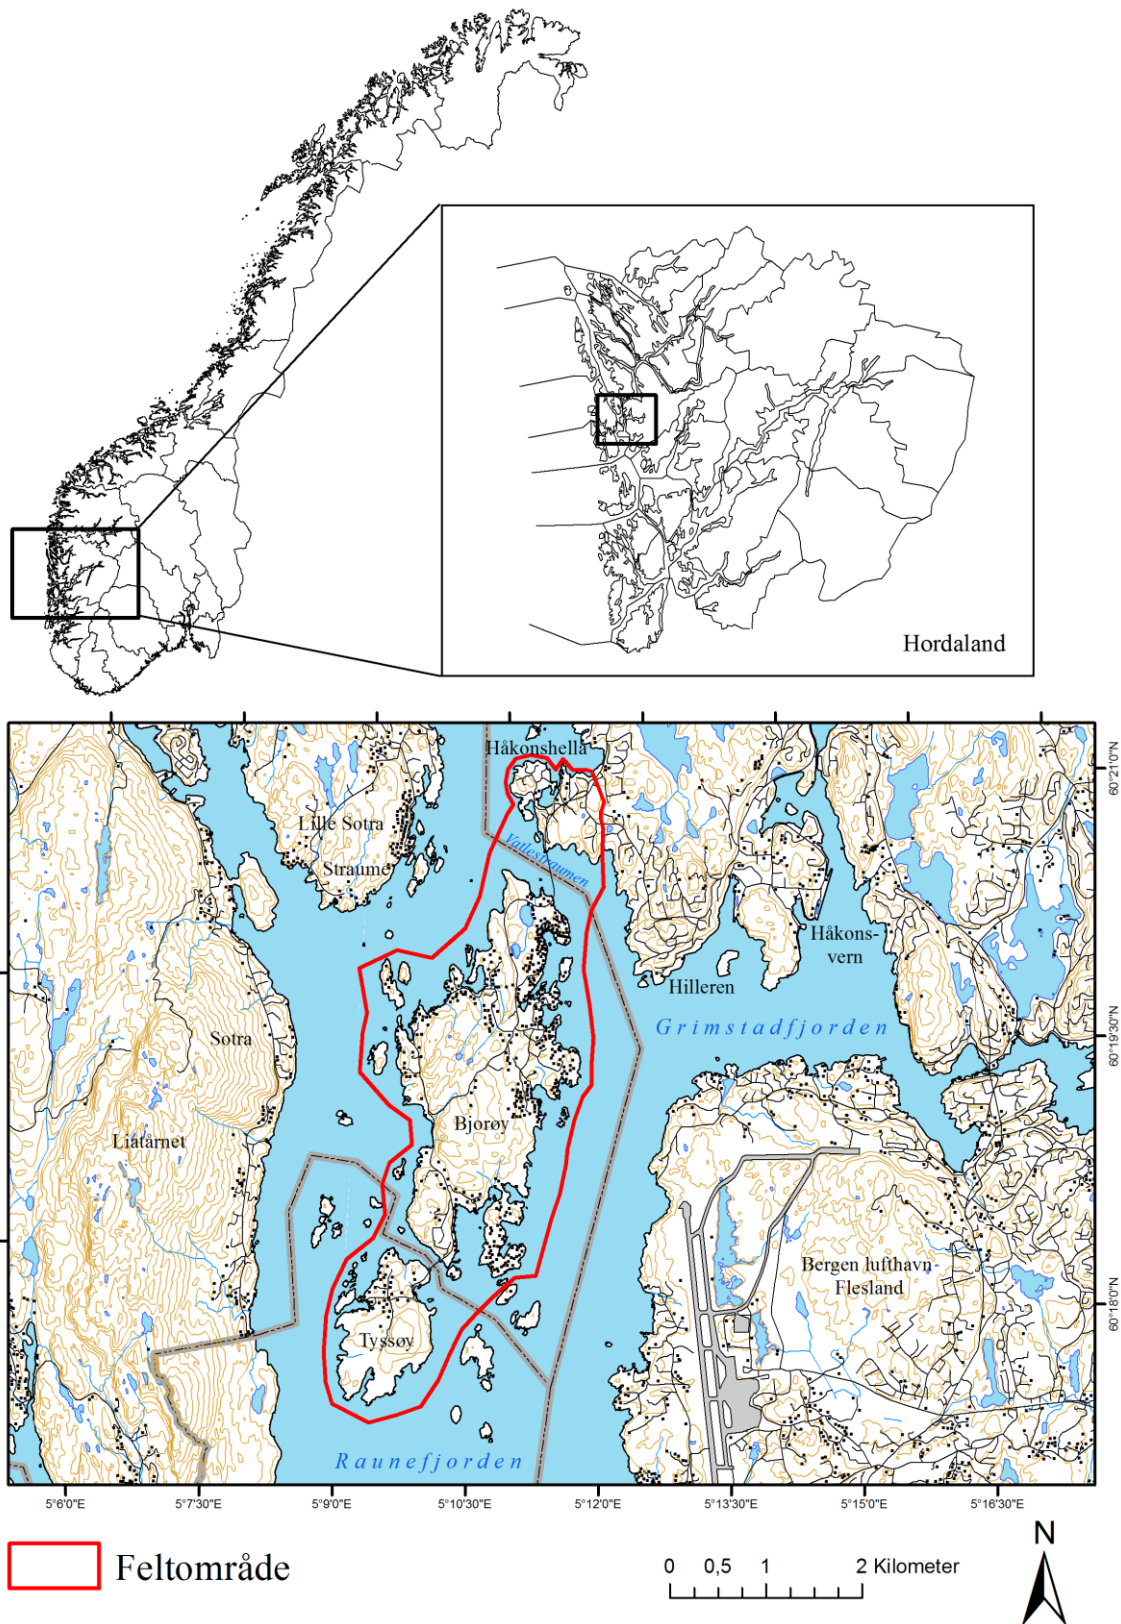 Hordaland
Håkonshella
Lille Sotra
Straume
Vatlestraumen
Håkons-
vern
Hilleren
Grimstadfjorden
Sotra
Liatårnet
Bjorøy
Bergen lufthavn-
Flesland
Tyssøy
Raunefjorden
60°21'0"N
60°19'30"N
60°18'0"N
5°6'0"E
5°7'30"E
5°9'0"E
5°10'30"E
5°12'0"E
5°13'30"E
5°15'0"E
5°16'30"E
Feltområde
0 0,5 1 2 Kilometer
N